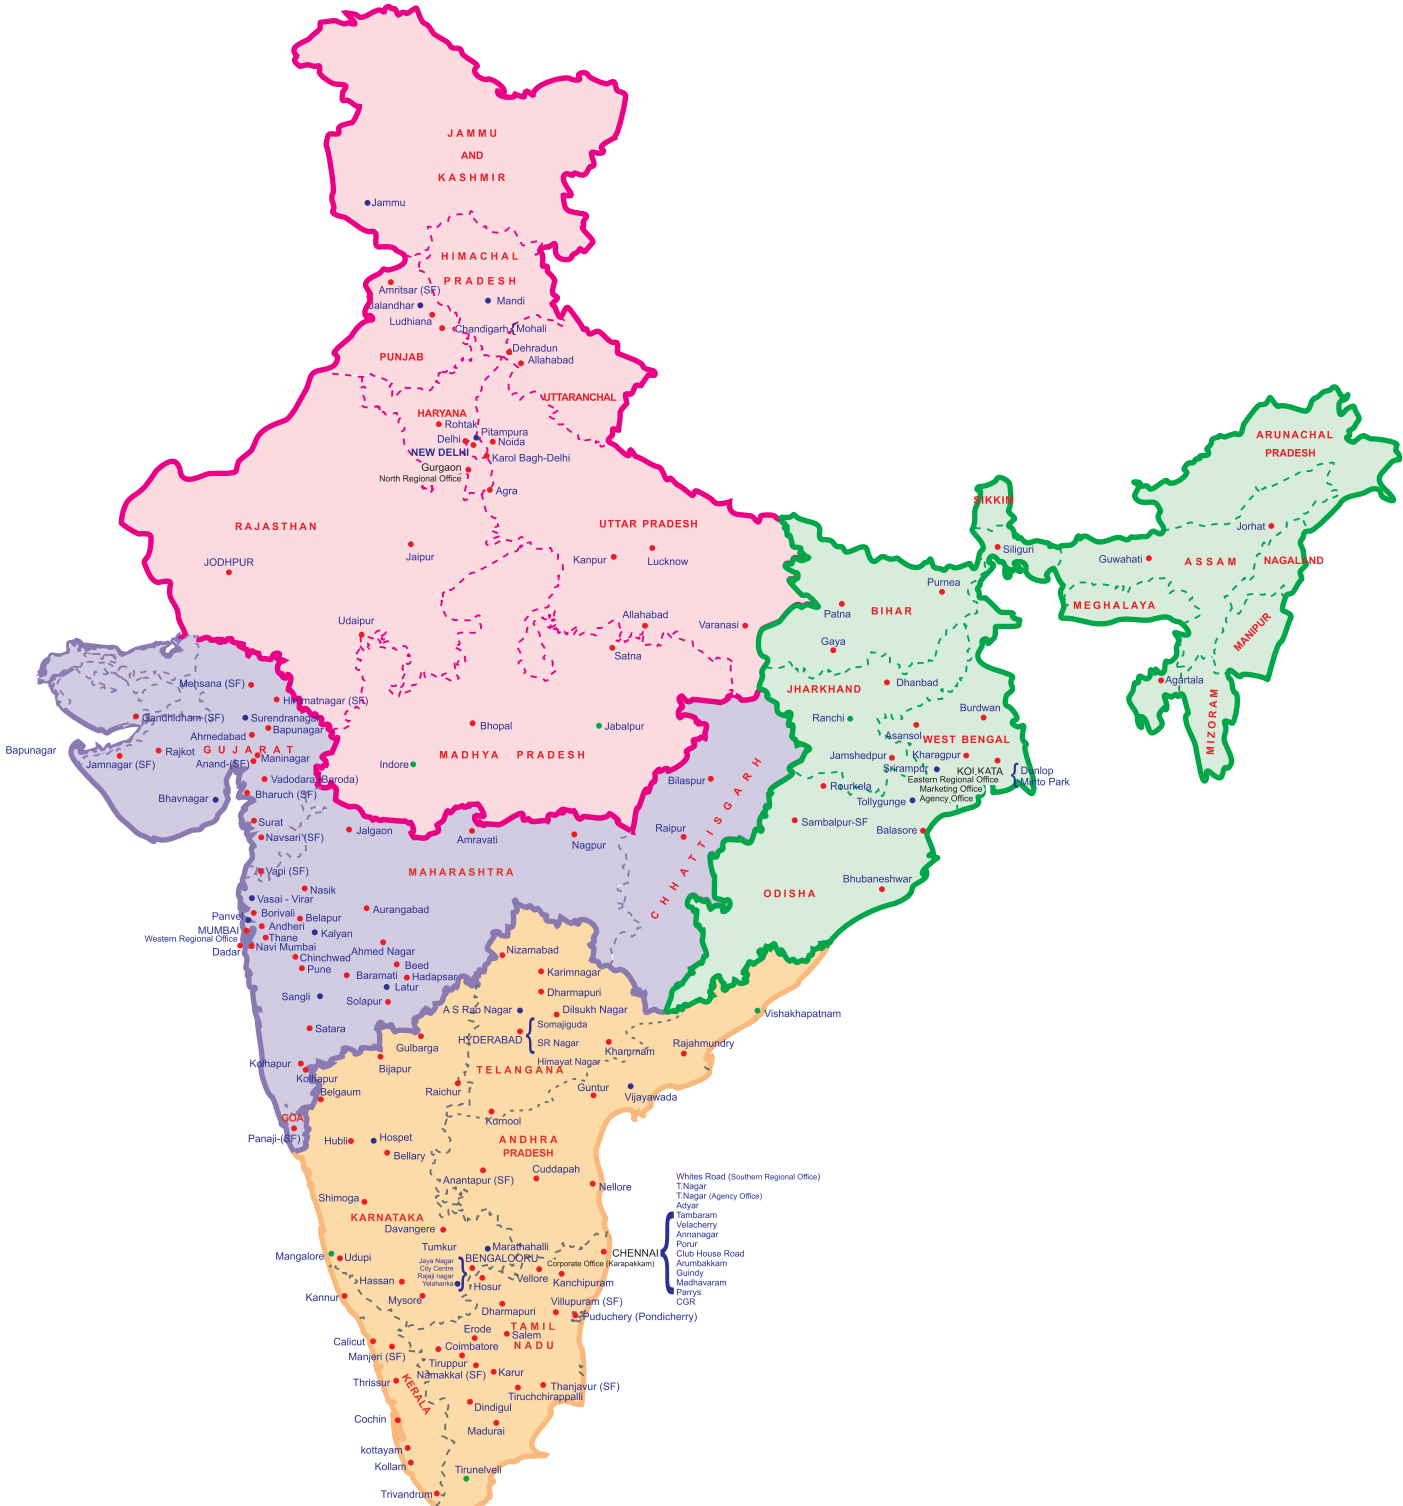 JAMMU
AND
KASHMIR
Jammu
HIMACHAL
PRADESH
Amritsar (SF)
Jalandhar
Mandi
Ludhiana
Chandigarh
Mohali
Dehradun
PUNJAB
Allahabad
UTTARANCHAL
HARYANA
Rohtak
Pitampura
Delhi
Noida
NEW DELHI
Karol Bagh-Delhi
Gurgaon
North Regional Office
Agra
RAJASTHAN
UTTAR PRADESH
Jaipur
Kanpur
Lucknow
JODHPUR
Udaipur
Allahabad
Varanasi
Satna
Bhopal
Jabalpur
MADHYA PRADESH
Indore
ARUNACHAL
PRADESH
SIKKIM
Jorhat
Siliguri
Guwahati
ASSAM
NAGALAND
Purnea
MEGHALAYA
Patna
BIHAR
MANIPUR
Gaya
Agartala
JHARKHAND
Dhanbad
MIZORAM
Ranchi
Burdwan
Asansol
WEST BENGAL
Jamshedpur
Kharagpur
Srirampur
KOLKATA
Dunlop
Eastern Regional Office
Minto Park
Marketing Office
Rourkela
Tollygunge
Agency Office
Sambalpur-SF
Balasore
Bhubaneshwar
ODISHA
Mehsana (SF)
Himmatnagar (SF)
Gandhidham (SF)
Surendranagar
Bapunagar
Ahmedabad
Bapunagar
Rajkot
GUJARAT
Jamnagar (SF)
Anand-(SF)
Maninagar
Vadodara(Baroda)
Bhavnagar
Bharuch (SF)
Surat
Navsari (SF)
Jalgaon
Amravati
Nagpur
Bilaspur
Raipur
CHHATTISGARH
Vapi (SF)
MAHARASHTRA
Nasik
Vasai - Virar
Borivali
Panvel
Belapur
Aurangabad
Andheri
MUMBAI
Western Regional Office
Thane
Kalyan
Dadar
Navi Mumbai
Ahmed Nagar
Chinchwad
Pune
Beed
Baramati
Hadapsar
Latur
Sangli
Solapur
Satara
Kolhapur
Kolhapur
GOA
Panaji-(SF)
Nizamabad
Karimnagar
Dharmapuri
A S Rao Nagar
Dilsukh Nagar
Somajiguda
HYDERABAD
SR Nagar
Himayat Nagar
Khammam
Vishakhapatnam
Rajahmundry
TELANGANA
Gulbarga
Bijapur
Belgaum
Raichur
Guntur
Vijayawada
Kurnool
Hubli
Hospet
Bellary
ANDHRA
PRADESH
Cuddapah
Anantapur (SF)
Nellore
Shimoga
KARNATAKA
Davangere
Whites Road (Southern Regional Office)
T.Nagar
T.Nagar (Agency Office)
Adyar
Tambaram
Velacherry
Annanagar
Porur
Club House Road
Arumbakkam
Guindy
Madhavaram
Parrys
CGR
CHENNAI
Corporate Office (Karapakkam)
Tumkur
Marathahalli
Mangalore
Udupi
BENGALOORU
Jaya Nagar
City Centre
Rajaji nagar
Yelahanka
Hosur
Vellore
Kanchipuram
Hassan
Mysore
Kannur
Dharmapuri
Villupuram (SF)
Puduchery (Pondicherry)
TAMIL
NADU
Erode
Salem
Calicut
Coimbatore
Manjeri (SF)
Tiruppur
Namakkal (SF)
Karur
Thrissur
KERALA
Thanjavur (SF)
Tiruchchirappalli
Dindigul
Cochin
Madurai
kottayam
Kollam
Tirunelveli
Trivandrum